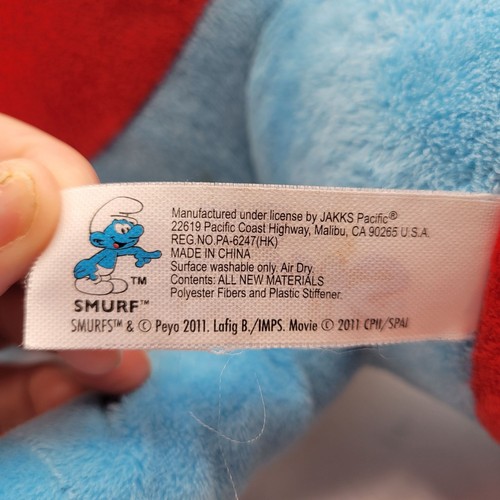 Manufactured under license by JAKKS Pacific®
22619 Pacific Coast Highway, Malibu, CA 90265 U.S.A.
REG.NO.PA-6247(HK)
MADE IN CHINA
Surface washable only. Air Dry.
Contents: ALL NEW MATERIALS
Polyester Fibers and Plastic Stiffener.
TM
SMURF™
SMURFS™ & © Peyo 2011. Lafig B./IMPS. Movie © 2011 CPII/SPAI